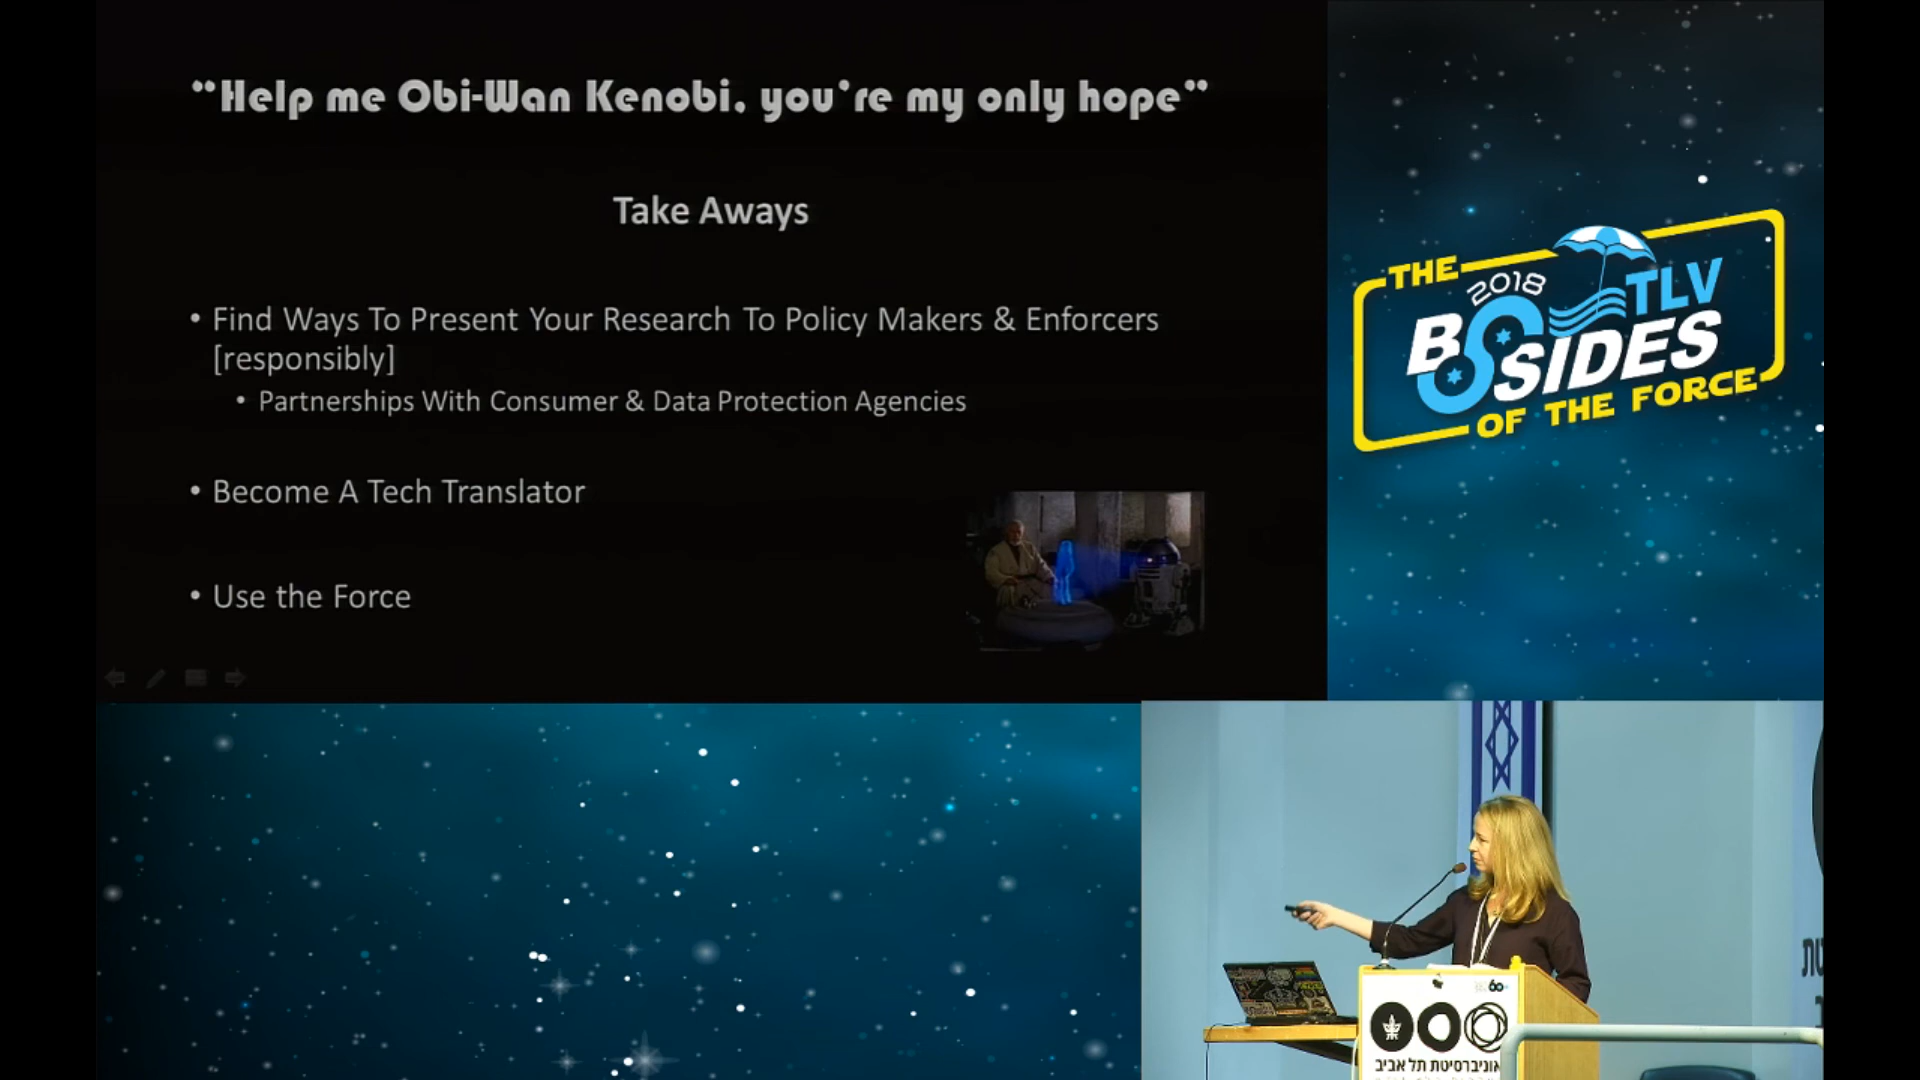 "Help me Obi-Wan Kenobi, you're my only hope"
Take Aways
• Find Ways To Present Your Research To Policy Makers & Enforcers
[responsibly]
• Partnerships With Consumer & Data Protection Agencies
• Become A Tech Translator
• Use the Force
THE
2018
TLV
BSIDES
OF THE FORCE
אוניברסיטת תל אביב